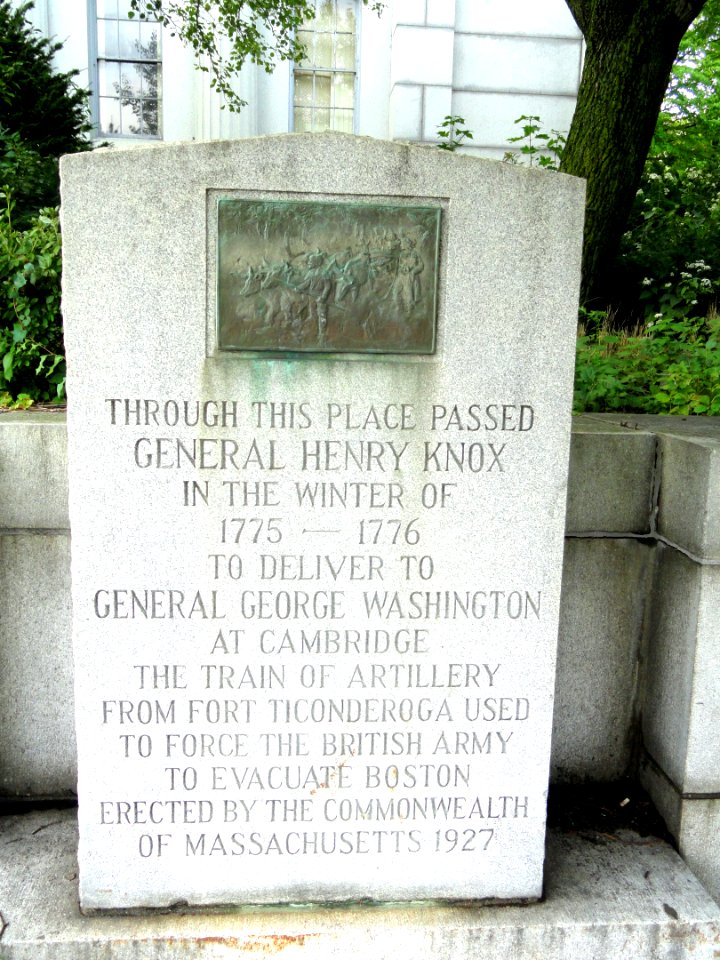 THROUGH THIS PLACE PASSED
GENERAL HENRY KNOX
IN THE WINTER OF
1775 — 1776
TO DELIVER TO
GENERAL GEORGE WASHINGTON
AT CAMBRIDGE
THE TRAIN OF ARTILLERY
FROM FORT TICONDEROGA USED
TO FORCE THE BRITISH ARMY
TO EVACUATE BOSTON
ERECTED BY THE COMMONWEALTH
OF MASSACHUSETTS 1927